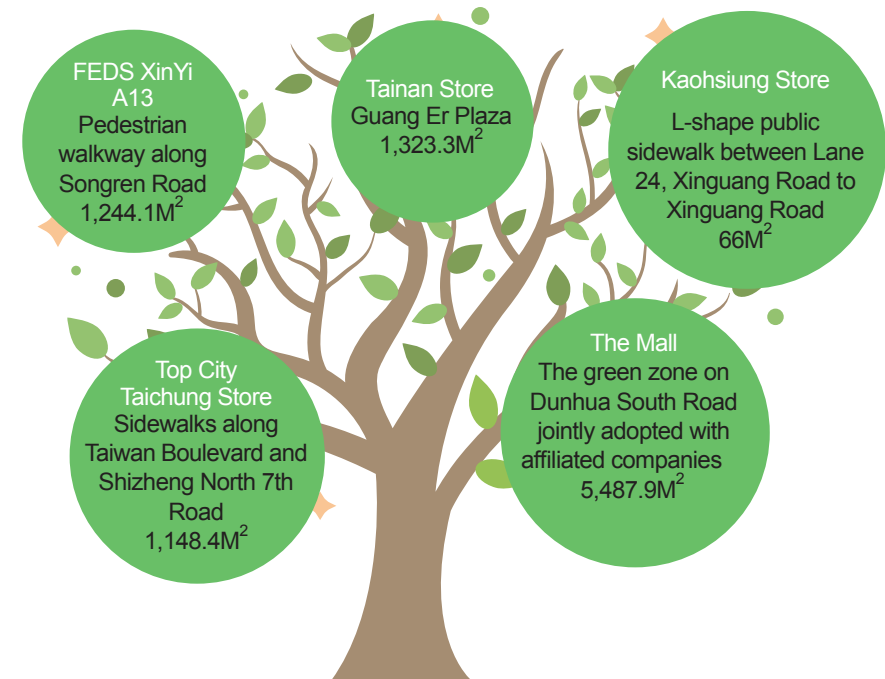 FEDS XinYi
A13
Pedestrian
walkway along
Songren Road
1,244.1M²
Tainan Store
Guang Er Plaza
1,323.3M²
Kaohsiung Store
L-shape public
sidewalk between Lane
24, Xinguang Road to
Xinguang Road
66M²
Top City
Taichung Store
Sidewalks along
Taiwan Boulevard and
Shizheng North 7th
Road
1,148.4M²
The Mall
The green zone on
Dunhua South Road
jointly adopted with
affiliated companies
5,487.9M²